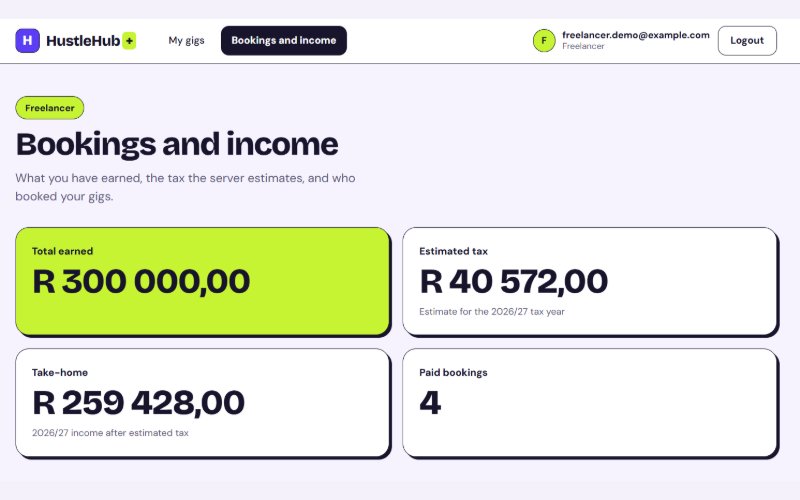 H HustleHub + My gigs Bookings and income F freelancer.demo@example.com Freelancer Logout
Freelancer
Bookings and income
What you have earned, the tax the server estimates, and who
booked your gigs.
Total earned
R 300 000,00
Estimated tax
R 40 572,00
Estimate for the 2026/27 tax year
Take-home
R 259 428,00
2026/27 income after estimated tax
Paid bookings
4